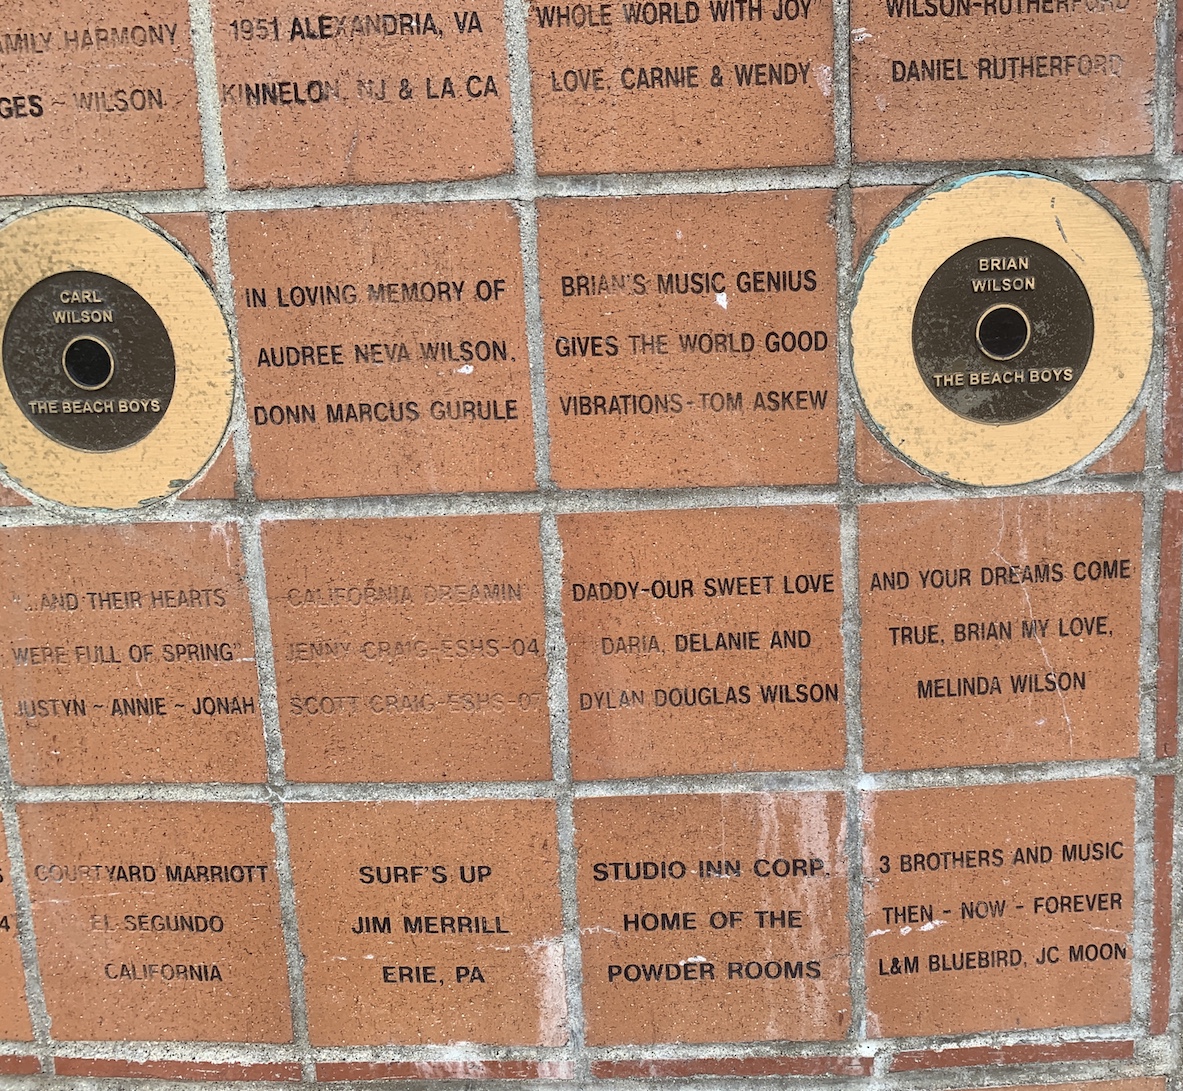 FAMILY HARMONY
GES ~ WILSON
1951 ALEXANDRIA, VA
KINNELON, NJ & LA CA
"WHOLE WORLD WITH JOY"
LOVE, CARNIE & WENDY
WILSON-RUTHERFORD
DANIEL RUTHERFORD
CARL
WILSON
THE BEACH BOYS
IN LOVING MEMORY OF
AUDREE NEVA WILSON.
DONN MARCUS GURULE
BRIAN'S MUSIC GENIUS
GIVES THE WORLD GOOD
VIBRATIONS-TOM ASKEW
BRIAN
WILSON
THE BEACH BOYS
"...AND THEIR HEARTS
WERE FULL OF SPRING"
JUSTYN ~ ANNIE ~ JONAH
CALIFORNIA DREAMIN
JENNY CRAIG-ESHS-04
SCOTT CRAIG-ESHS-07
DADDY-OUR SWEET LOVE
DARIA, DELANIE AND
DYLAN DOUGLAS WILSON
AND YOUR DREAMS COME
TRUE, BRIAN MY LOVE,
MELINDA WILSON
S
4
COURTYARD MARRIOTT
EL SEGUNDO
CALIFORNIA
SURF'S UP
JIM MERRILL
ERIE, PA
STUDIO INN CORP.
HOME OF THE
POWDER ROOMS
3 BROTHERS AND MUSIC
THEN - NOW - FOREVER
L&M BLUEBIRD, JC MOON